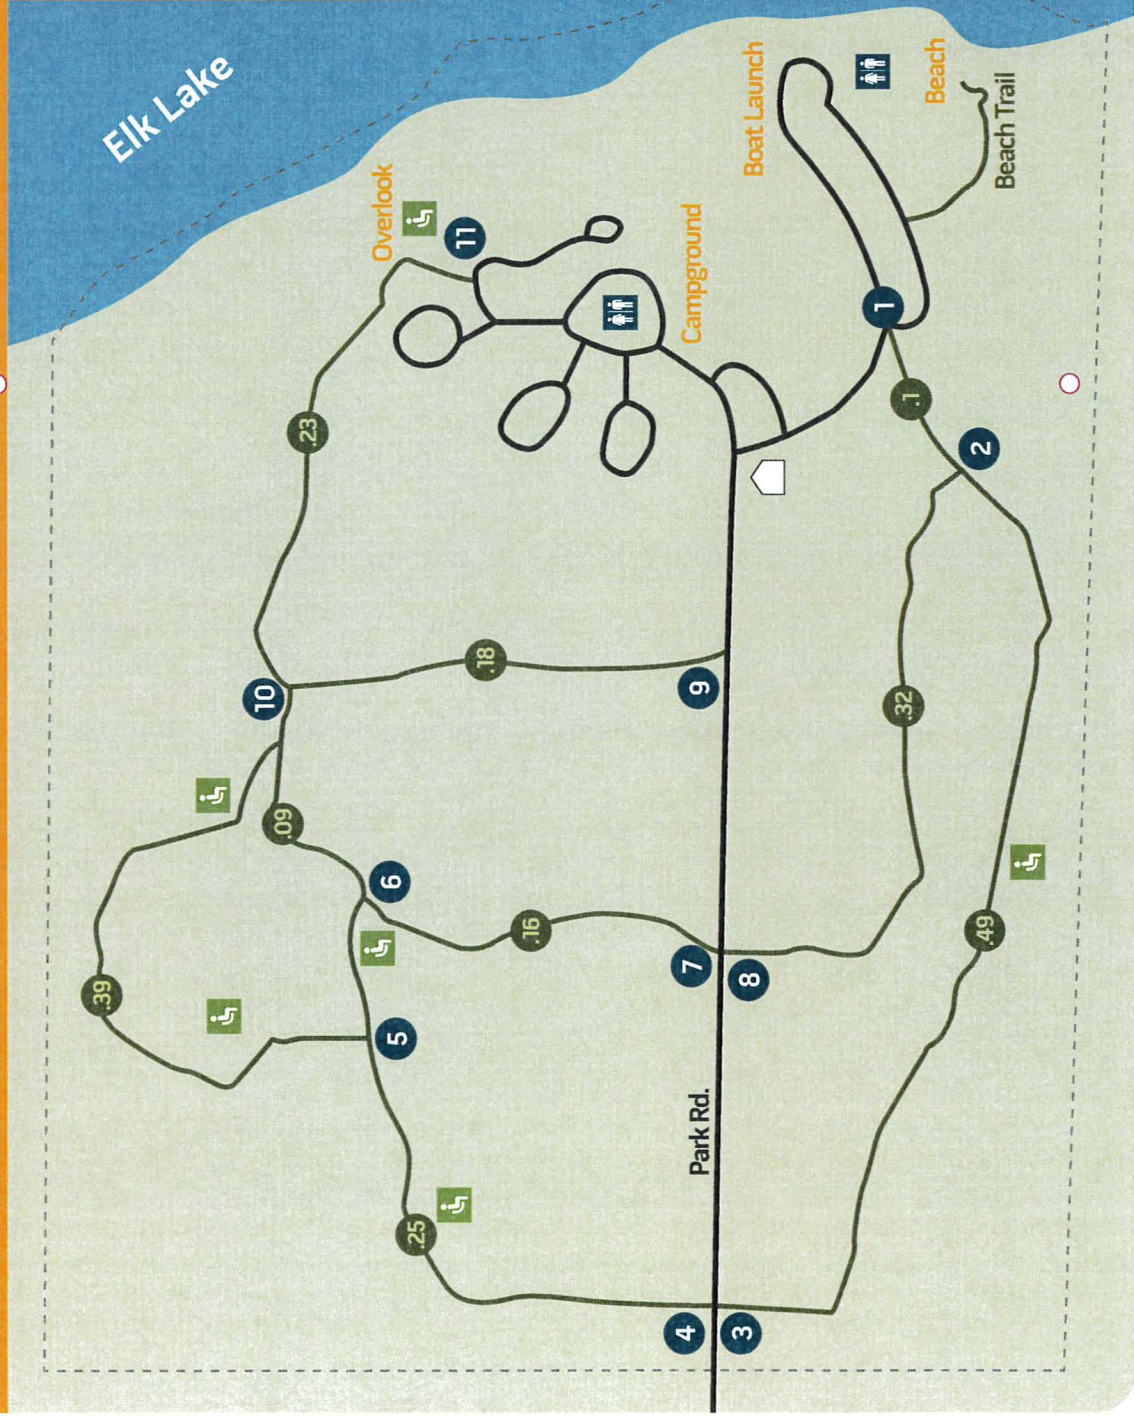 Elk Lake
Overlook
11
Boat Launch
Beach
Beach Trail
Campground
1
.1
2
.23
10
.18
9
.32
.09
6
.16
7
8
.49
.39
5
Park Rd.
.25
4
3